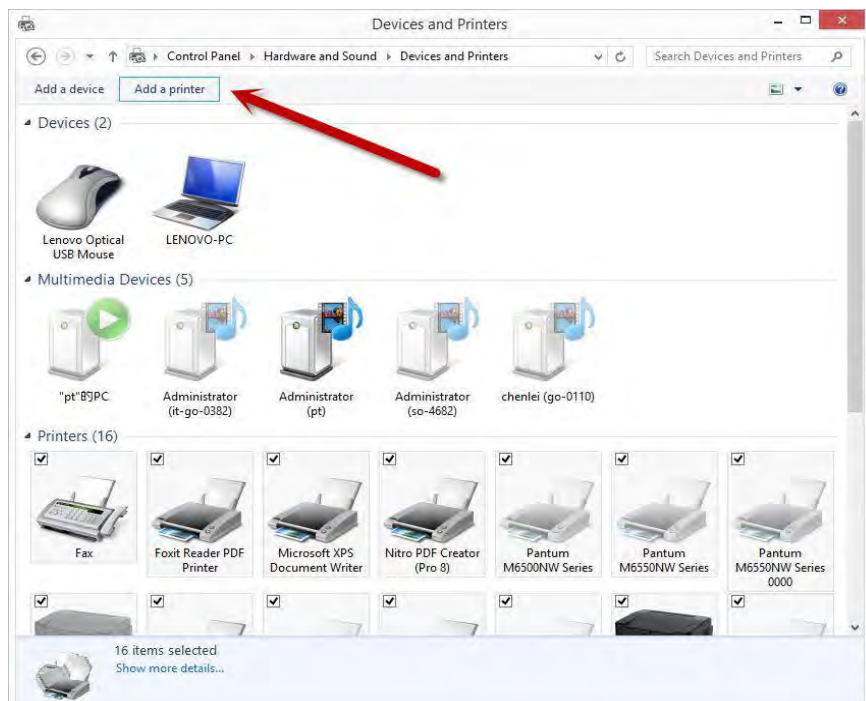 Devices and Printers
Control Panel
Hardware and Sound
Devices and Printers
Search Devices and Printers
Add a device
Add a printer
Devices (2)
Lenovo Optical
USB Mouse
LENOVO-PC
Multimedia Devices (5)
"pt"的PC
Administrator
(it-go-0382)
Administrator
(pt)
Administrator
(so-4682)
chenlei (go-0110)
Printers (16)
Fax
Foxit Reader PDF
Printer
Microsoft XPS
Document Writer
Nitro PDF Creator
(Pro 8)
Pantum
M6500NW Series
Pantum
M6550NW Series
Pantum
M6550NW Series
0000
16 items selected
Show more details...